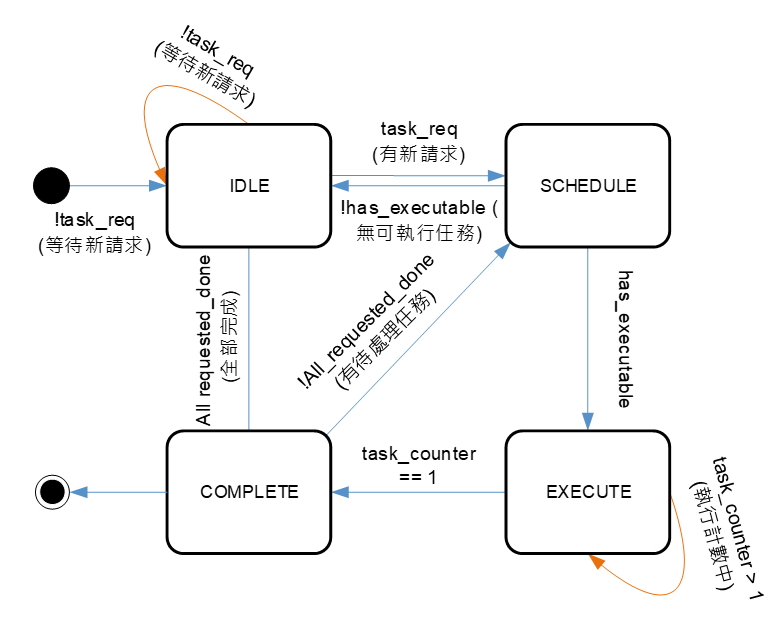 !task_req
(等待新請求)
IDLE
task_req
(有新請求)
SCHEDULE
!task_req
(等待新請求)
!has_executable (
無可執行任務)
All requested_done
(全部完成)
!All_requested_done
(有待處理任務)
has_executable
COMPLETE
task_counter
== 1
EXECUTE
task_counter > 1
(執行計數中)